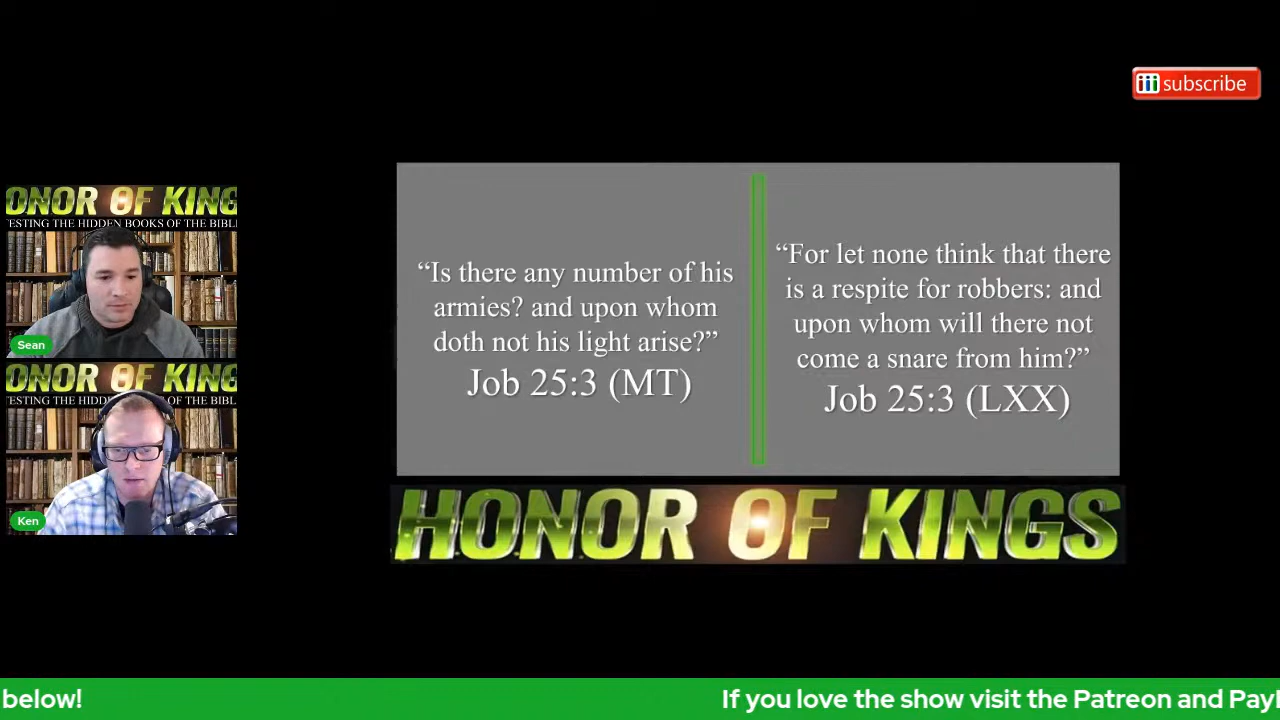 subscribe
ONOR OF KING
ESTING THE HIDDEN BOOKS OF THE BIBL
Sean
ONOR OF KING
ESTING THE HIDD OF THE BIBL
Ken
“Is there any number of his
armies? and upon whom
doth not his light arise?”
Job 25:3 (MT)
“For let none think that there
is a respite for robbers: and
upon whom will there not
come a snare from him?”
Job 25:3 (LXX)
HONOR OF KINGS
below! If you love the show visit the Patreon and Pay